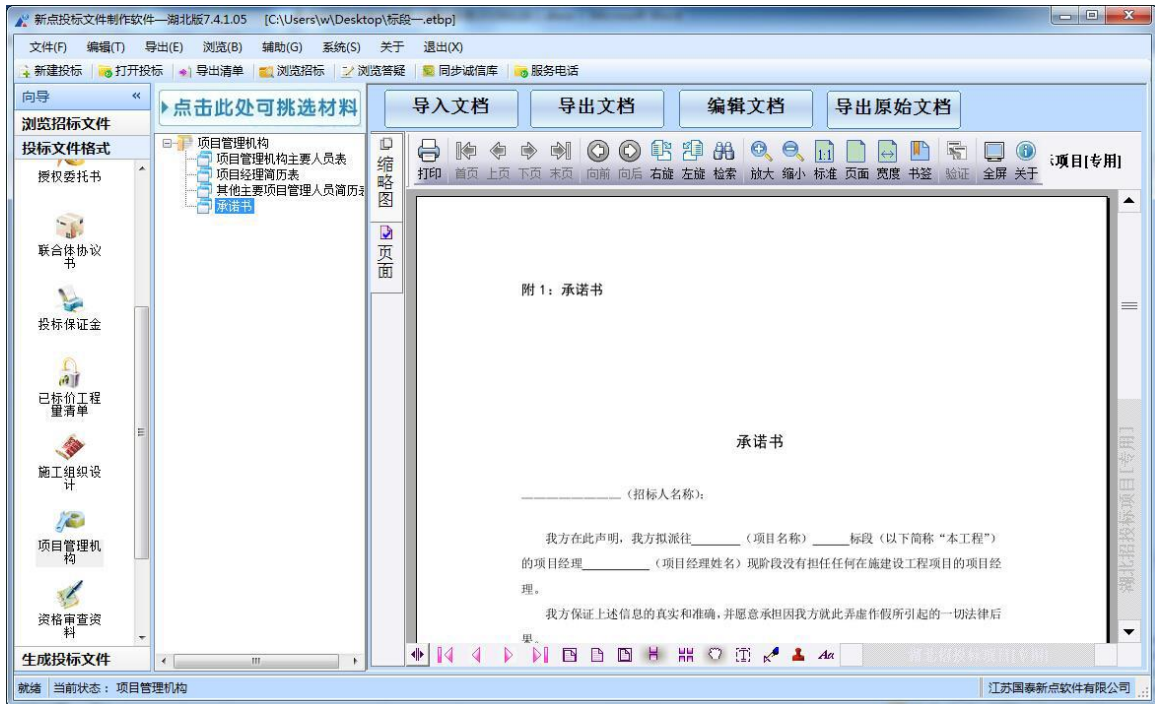 新点投标文件制作软件—湖北版7.4.1.05 [C:\Users\w\Desktop\标段一.etbp]
文件(F) 编辑(T) 导出(E) 浏览(B) 辅助(G) 系统(S) 关于 退出(X)
新建投标 打开投标 导出清单 浏览招标 浏览答疑 同步诚信库 服务电话
向导
浏览招标文件
投标文件格式
授权委托书
联合体协议
书
投标保证金
已标价工程
量清单
施工组织设
计
项目管理机
构
资格审查资
料
生成投标文件
点击此处可挑选材料
项目管理机构
项目管理机构主要人员表
项目经理简历表
其他主要项目管理人员简历表
承诺书
导入文档 导出文档 编辑文档 导出原始文档
缩略图
页面
打印 首页 上页 下页 末页 向前 向后 右旋 左旋 检索 放大 缩小 标准 页面 宽度 书签 验证 全屏 关于
项目[专用]
附 1：承诺书
承诺书
__________（招标人名称）：
我方在此声明，我方拟派往______（项目名称）____标段（以下简称“本工程”）
的项目经理________（项目经理姓名）现阶段没有担任任何在施建设工程项目的项目经
理。
我方保证上述信息的真实和准确，并愿意承担因我方就此弄虚作假所引起的一切法律后
果。
湖北招投标项目[专用]
湖北招投标项目[专用]
就绪 当前状态：项目管理机构
江苏国泰新点软件有限公司